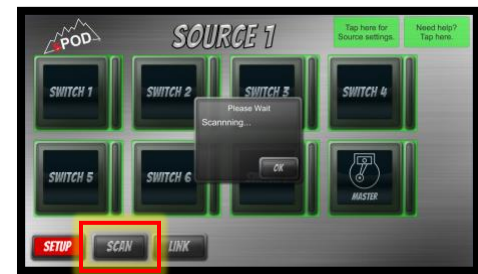 sPOD
SOURCE 1
Tap here for
Source settings.
Need help?
Tap here.
SWITCH 1
SWITCH 2
SWITCH 3
SWITCH 4
Please Wait
Scannning...
OK
SWITCH 5
SWITCH 6
MASTER
SETUP
SCAN
LINK